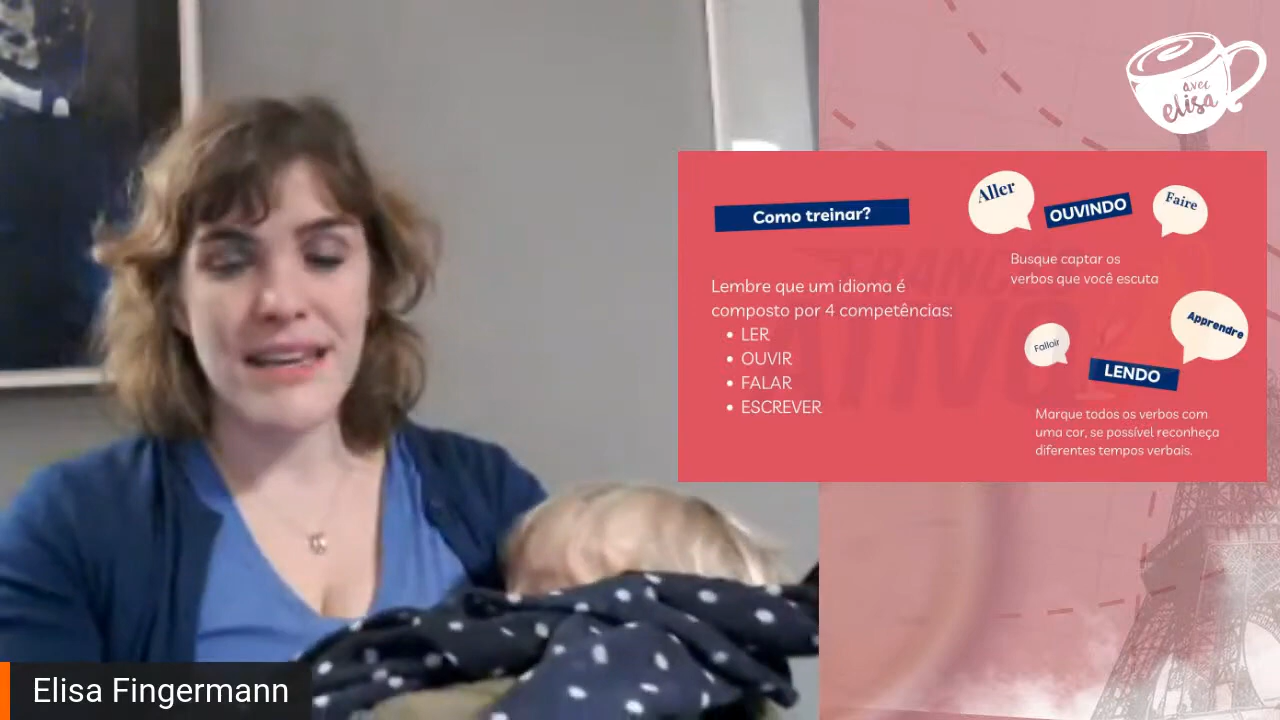 avec
elisa
Como treinar?
Lembre que um idioma é
composto por 4 competências:
• LER
• OUVIR
• FALAR
• ESCREVER
Aller
OUVINDO
Faire
Busque captar os
verbos que você escuta
Falloir
Apprendre
LENDO
Marque todos os verbos com
uma cor, se possível reconheça
diferentes tempos verbais.
FRANCÊS
ATIVO
Elisa Fingermann